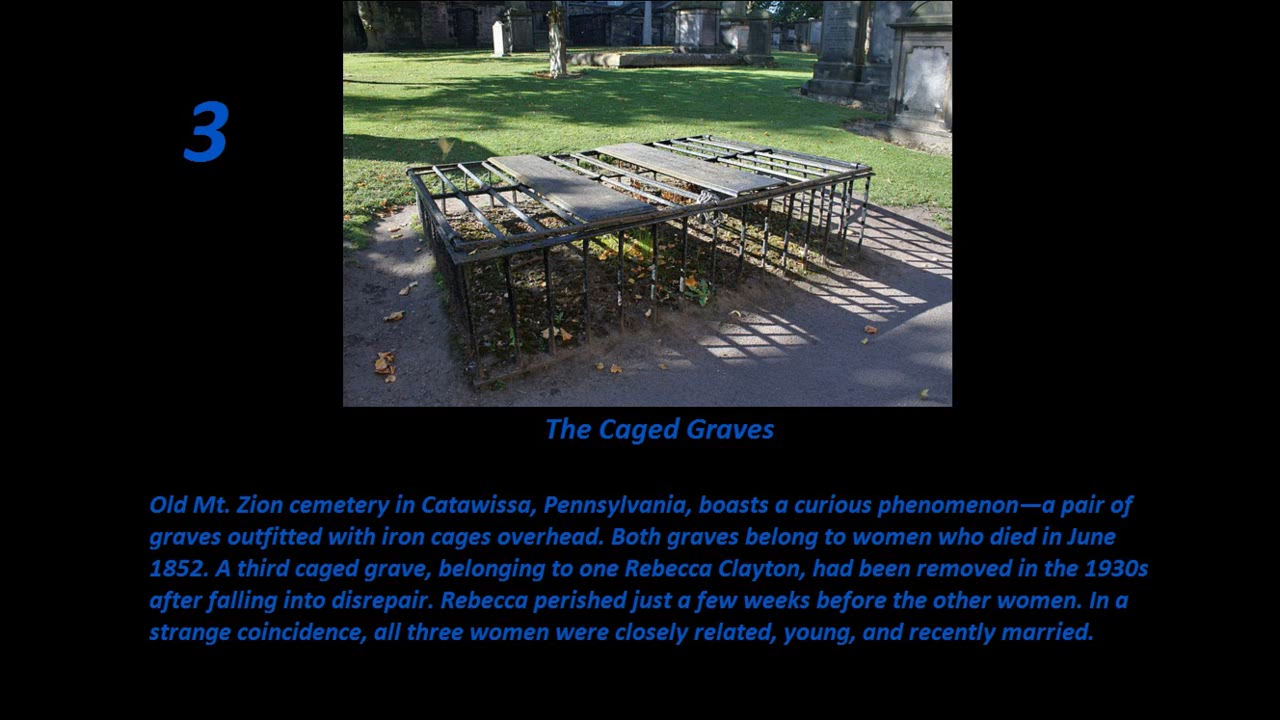 3
The Caged Graves
Old Mt. Zion cemetery in Catawissa, Pennsylvania, boasts a curious phenomenon—a pair of
graves outfitted with iron cages overhead. Both graves belong to women who died in June
1852. A third caged grave, belonging to one Rebecca Clayton, had been removed in the 1930s
after falling into disrepair. Rebecca perished just a few weeks before the other women. In a
strange coincidence, all three women were closely related, young, and recently married.